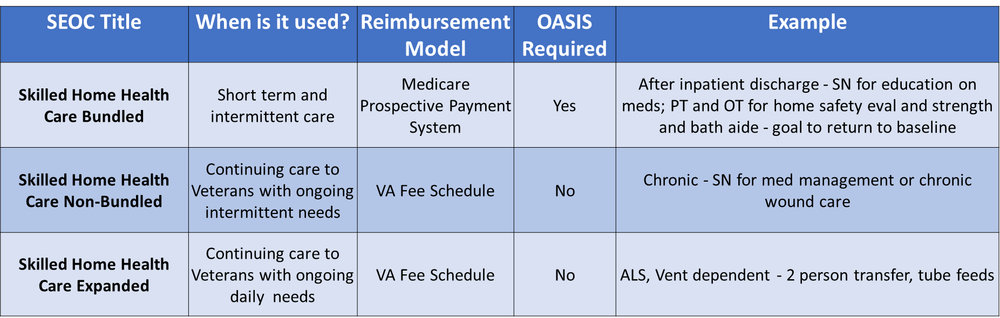 SEOC Title
When is it used?
Reimbursement
Model
OASIS
Required
Example
Skilled Home Health
Care Bundled
Short term and
intermittent care
Medicare
Prospective Payment
System
Yes
After inpatient discharge - SN for education on
meds; PT and OT for home safety eval and strength
and bath aide - goal to return to baseline
Skilled Home Health
Care Non-Bundled
Continuing care to
Veterans with ongoing
intermittent needs
VA Fee Schedule
No
Chronic - SN for med management or chronic
wound care
Skilled Home Health
Care Expanded
Continuing care to
Veterans with ongoing
daily needs
VA Fee Schedule
No
ALS, Vent dependent - 2 person transfer, tube feeds